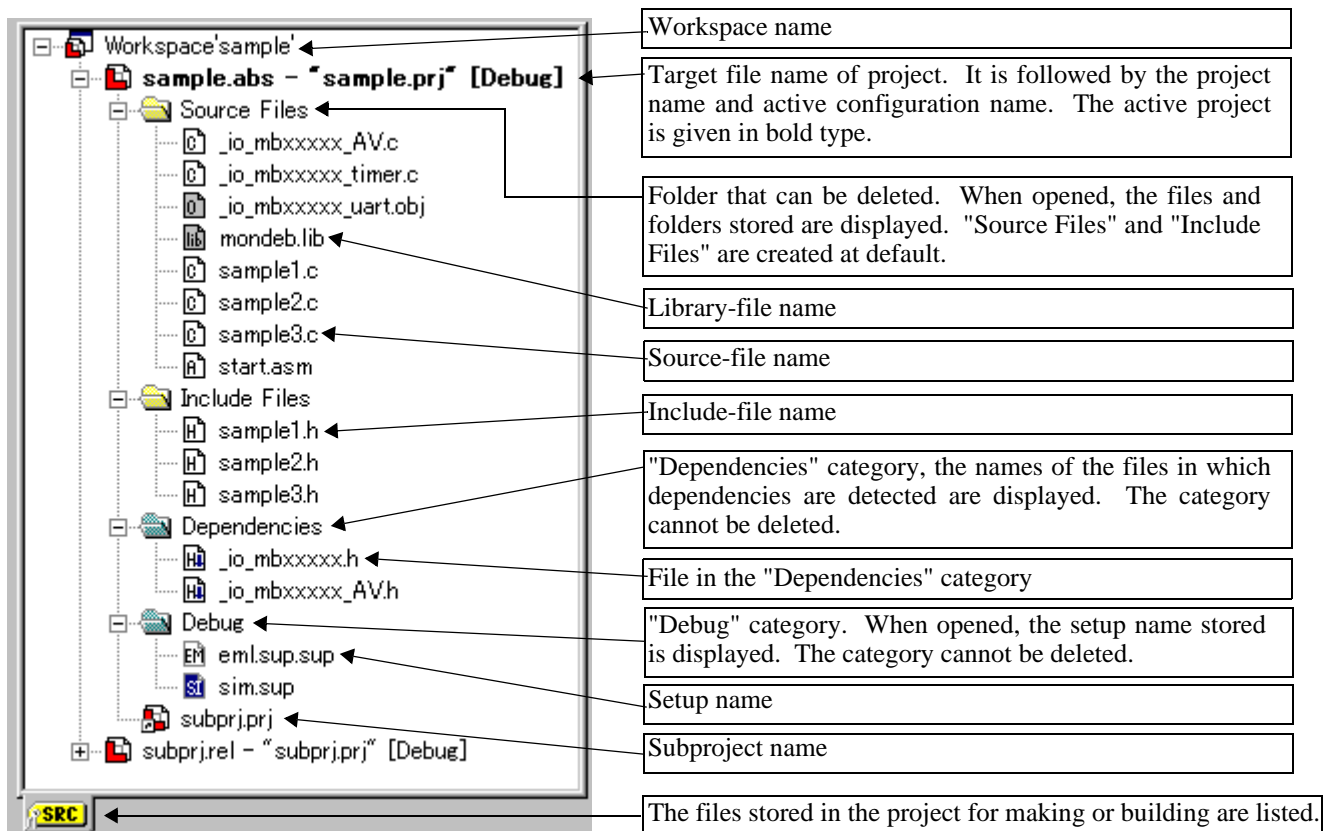 Workspace'sample'
sample.abs - "sample.prj" [Debug]
Source Files
_io_mbxxxxx_AV.c
_io_mbxxxxx_timer.c
_io_mbxxxxx_uart.obj
mondeb.lib
sample1.c
sample2.c
sample3.c
start.asm
Include Files
sample1.h
sample2.h
sample3.h
Dependencies
_io_mbxxxxx.h
_io_mbxxxxx_AV.h
Debug
eml.sup.sup
sim.sup
subprj.prj
subprj.rel - "subprj.prj" [Debug]
SRC
Workspace name
Target file name of project. It is followed by the project
name and active configuration name. The active project
is given in bold type.
Folder that can be deleted. When opened, the files and
folders stored are displayed. "Source Files" and "Include
Files" are created at default.
Library-file name
Source-file name
Include-file name
"Dependencies" category, the names of the files in which
dependencies are detected are displayed. The category
cannot be deleted.
File in the "Dependencies" category
"Debug" category. When opened, the setup name stored
is displayed. The category cannot be deleted.
Setup name
Subproject name
The files stored in the project for making or building are listed.